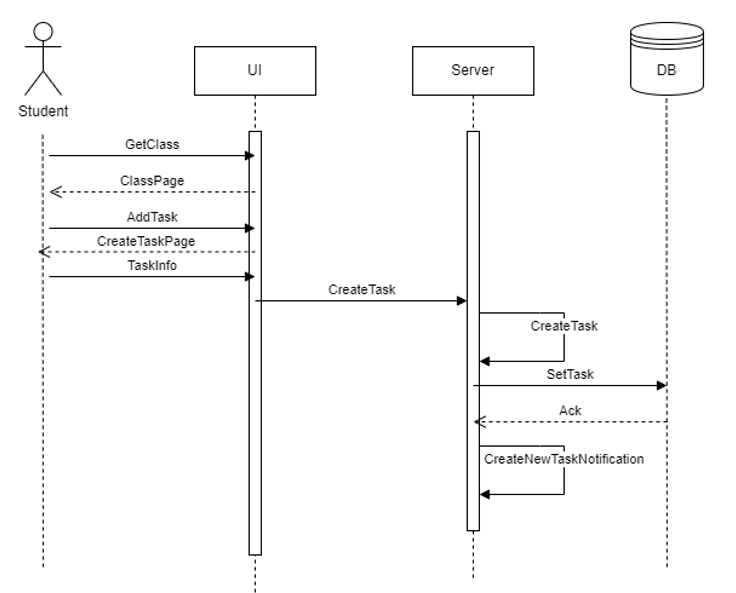 UI
Server
DB
Student
GetClass
ClassPage
AddTask
CreateTaskPage
TaskInfo
CreateTask
CreateTask
SetTask
Ack
CreateNewTaskNotification